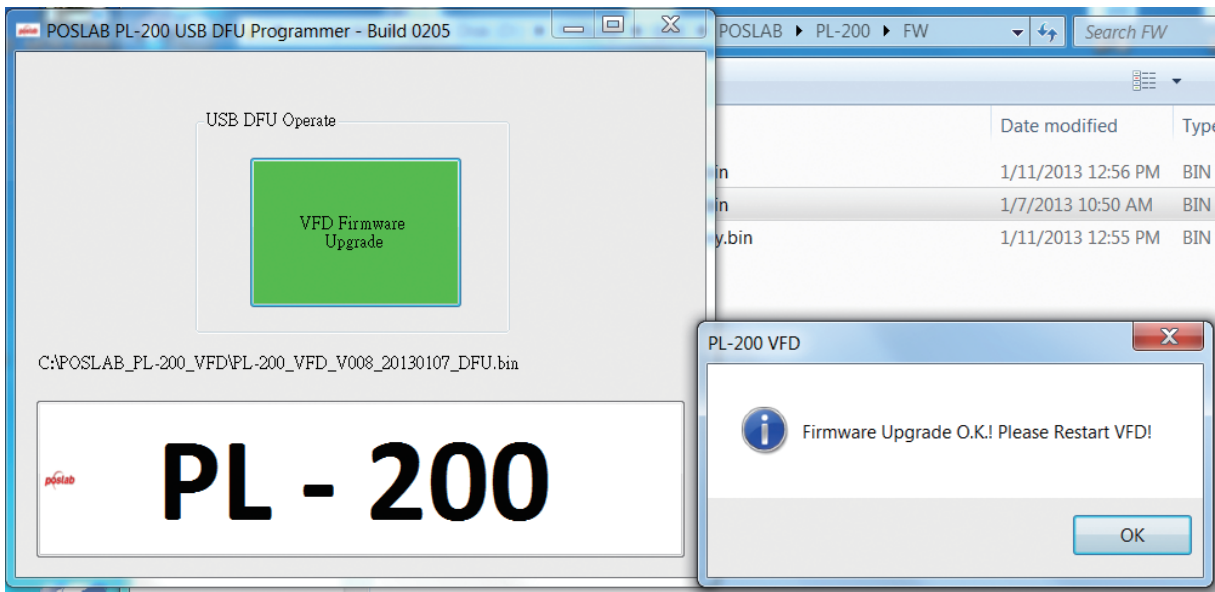 POSLAB PL-200 USB DFU Programmer - Build 0205
USB DFU Operate
VFD Firmware
Upgrade
C:\POSLAB_PL-200_VFD\PL-200_VFD_V008_20130107_DFU.bin
poslab
PL - 200
POSLAB ▸ PL-200 ▸ FW
Search FW
Date modified
Type
in 1/11/2013 12:56 PM BIN
in 1/7/2013 10:50 AM BIN
y.bin 1/11/2013 12:55 PM BIN
PL-200 VFD
Firmware Upgrade O.K.! Please Restart VFD!
OK